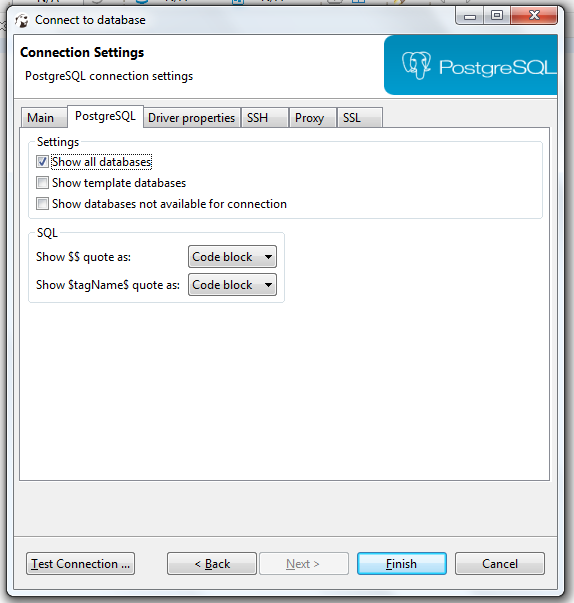 Connect to database
Connection Settings
PostgreSQL connection settings
PostgreSQL
Main PostgreSQL Driver properties SSH Proxy SSL
Settings
Show all databases
Show template databases
Show databases not available for connection
SQL
Show $$ quote as: Code block
Show $tagName$ quote as: Code block
Test Connection ... < Back Next > Finish Cancel